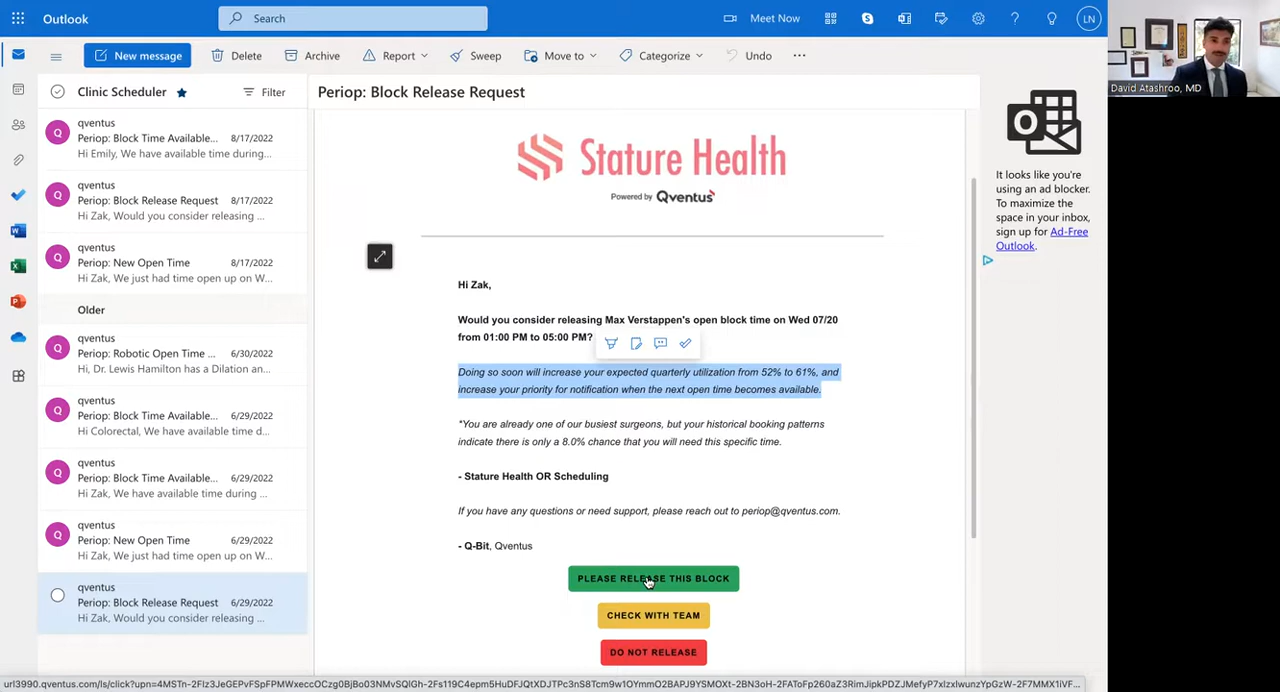 Outlook
Search
Meet Now
LN
New message
Delete
Archive
Report
Sweep
Move to
Categorize
Undo
David Atashroo, MD
Clinic Scheduler
Filter
Q
qventus
Periop: Block Time Available...
8/17/2022
Hi Emily, We have available time during...
Q
qventus
Periop: Block Release Request
8/17/2022
Hi Zak, Would you consider releasing ...
Q
qventus
Periop: New Open Time
8/17/2022
Hi Zak, We just had time open up on W...
Older
Q
qventus
Periop: Robotic Open Time ...
6/30/2022
Hi, Dr. Lewis Hamilton has a Dilation an...
Q
qventus
Periop: Block Time Available...
6/29/2022
Hi Colorectal, We have available time d...
Q
qventus
Periop: Block Time Available...
6/29/2022
Hi Zak, We have available time during ...
Q
qventus
Periop: New Open Time
6/29/2022
Hi Zak, We just had time open up on W...
qventus
Periop: Block Release Request
6/29/2022
Hi Zak, Would you consider releasing ...
Periop: Block Release Request
Stature Health
Powered by Qventus
Hi Zak,
Would you consider releasing Max Verstappen's open block time on Wed 07/20
from 01:00 PM to 05:00 PM?
Doing so soon will increase your expected quarterly utilization from 52% to 61%, and
increase your priority for notification when the next open time becomes available.
*You are already one of our busiest surgeons, but your historical booking patterns
indicate there is only a 8.0% chance that you will need this specific time.
- Stature Health OR Scheduling
If you have any questions or need support, please reach out to periop@qventus.com.
- Q-Bit, Qventus
PLEASE RELEASE THIS BLOCK
CHECK WITH TEAM
DO NOT RELEASE
It looks like you're
using an ad blocker.
To maximize the
space in your inbox,
sign up for Ad-Free
Outlook.